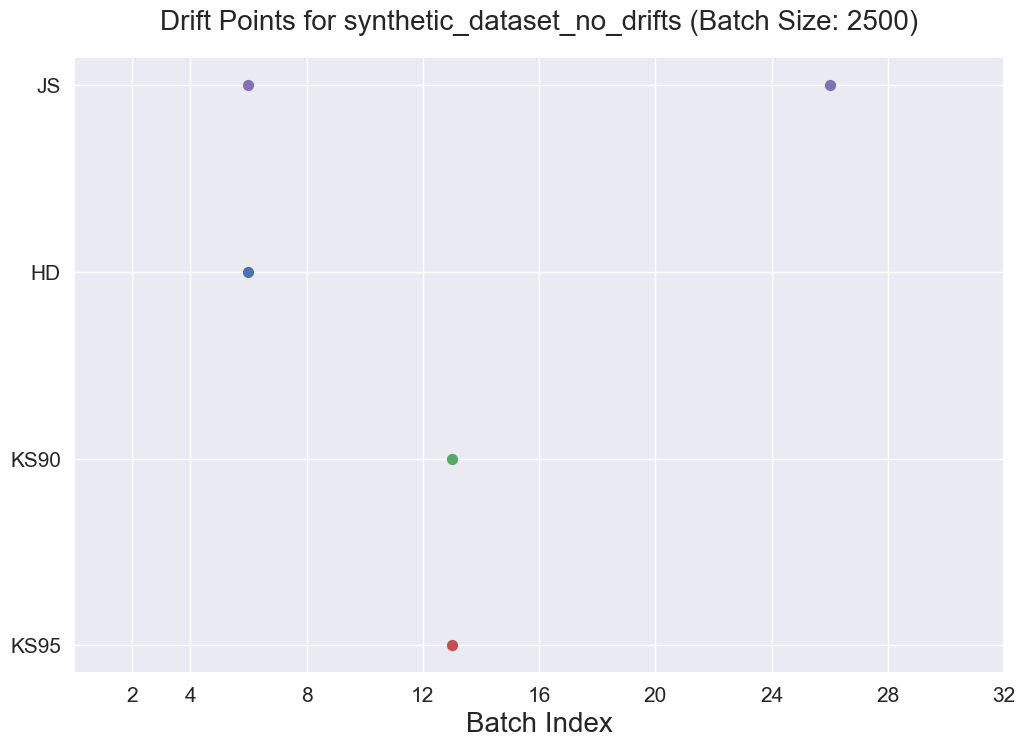 Drift Points for synthetic_dataset_no_drifts (Batch Size: 2500)
JS
HD
KS90
KS95
2 4 8 12 16 20 24 28 32
Batch Index